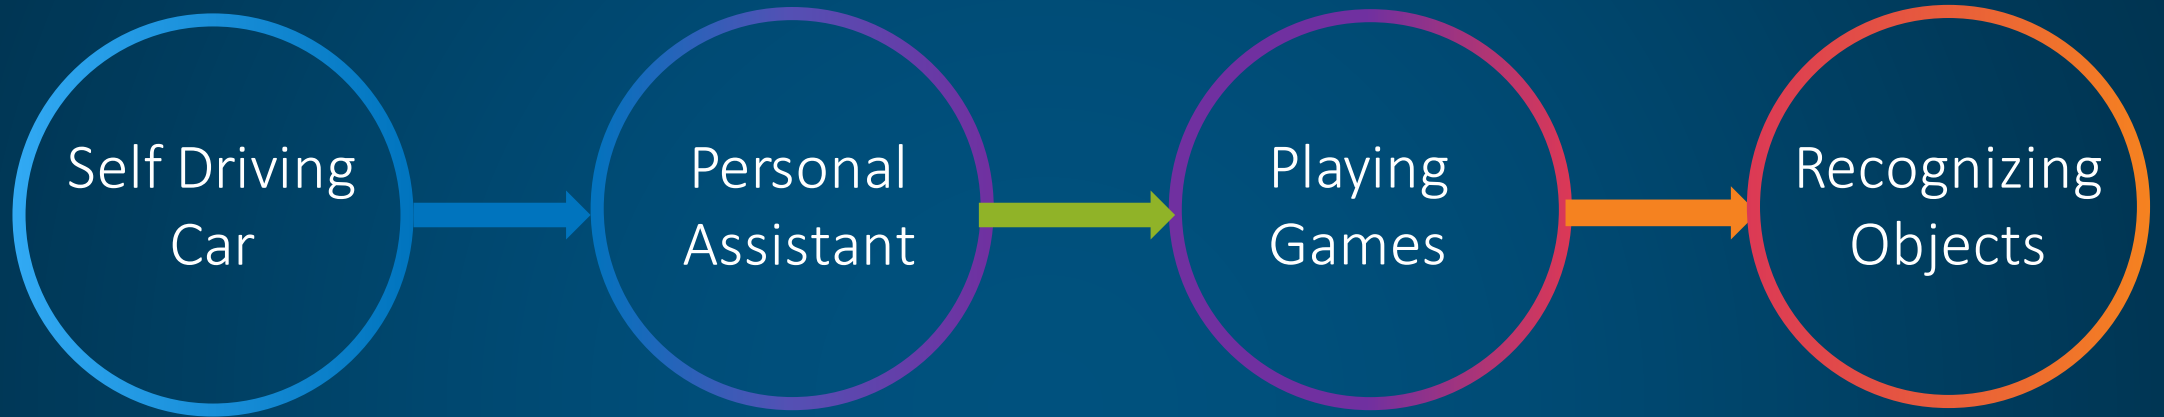 Self Driving
Car
Personal
Assistant
Playing
Games
Recognizing
Objects